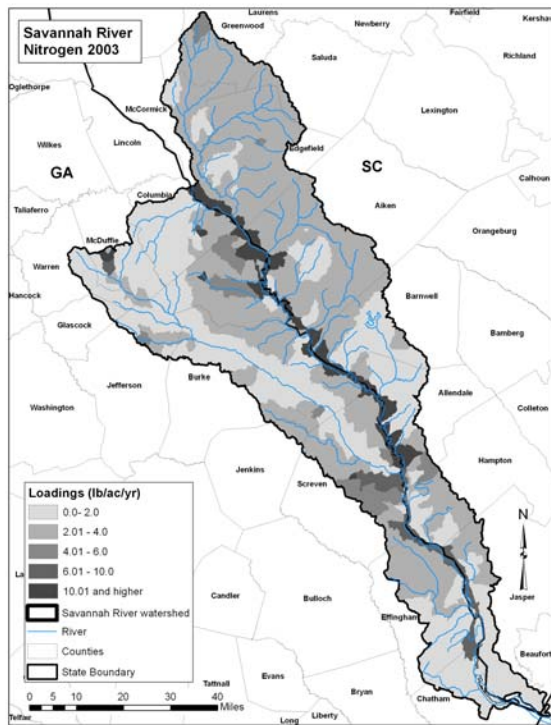 Savannah River
Nitrogen 2003
Laurens
Greenwood
Newberry
Fairfield
Kershaw
Saluda
Richland
Oglethorpe
McCormick
Lexington
Wilkes
Lincoln
Edgefield
GA
SC
Columbia
Calhoun
Taliaferro
Aiken
McDuffie
Orangeburg
Warren
Hancock
Barnwell
Glascock
Bamberg
Jefferson
Burke
Allendale
Washington
Colleton
Hampton
Jenkins
Screven
Loadings (lb/ac/yr)
0.0- 2.0
2.01 - 4.0
4.01 - 6.0
6.01 - 10.0
10.01 and higher
Savannah River watershed
River
Counties
State Boundary
N
La
Candler
Bulloch
Jasper
Effingham
Beaufort
Tattnall
Evans
Bryan
Chatham
0 5 10 20 30 40
Miles
Telfair
Long
Liberty